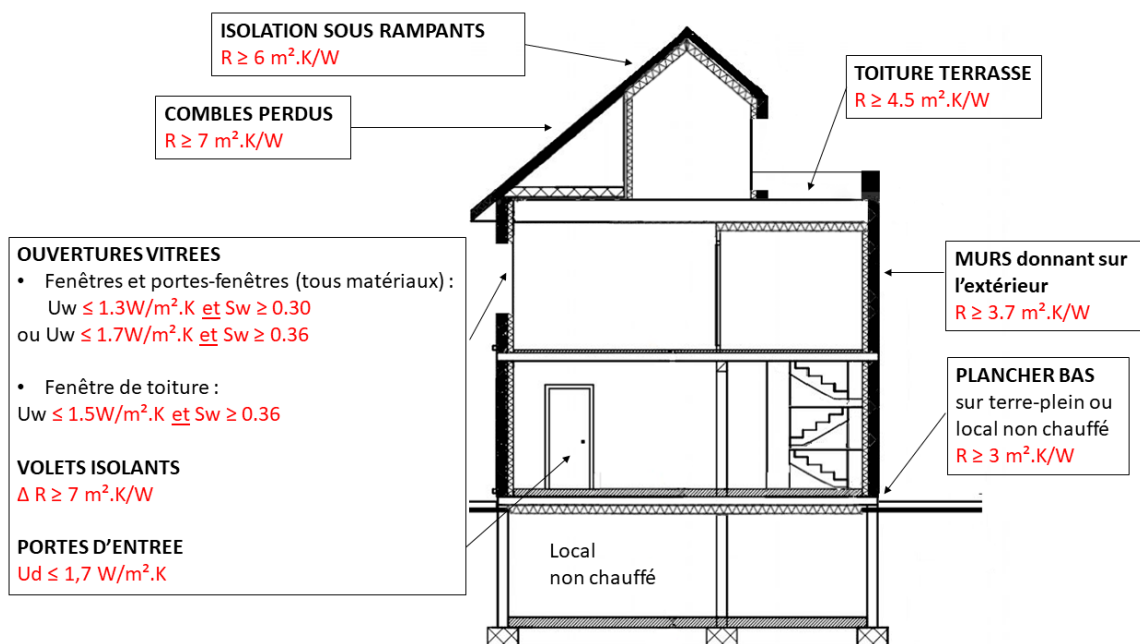 ISOLATION SOUS RAMPANTS
R ≥ 6 m².K/W
COMBLES PERDUS
R ≥ 7 m².K/W
TOITURE TERRASSE
R ≥ 4.5 m².K/W
OUVERTURES VITREES
• Fenêtres et portes-fenêtres (tous matériaux) :
Uw ≤ 1.3W/m².K et Sw ≥ 0.30
ou Uw ≤ 1.7W/m².K et Sw ≥ 0.36
• Fenêtre de toiture :
Uw ≤ 1.5W/m².K et Sw ≥ 0.36
VOLETS ISOLANTS
Δ R ≥ 7 m².K/W
PORTES D’ENTREE
Ud ≤ 1,7 W/m².K
MURS donnant sur
l’extérieur
R ≥ 3.7 m².K/W
PLANCHER BAS
sur terre-plein ou
local non chauffé
R ≥ 3 m².K/W
Local
non chauffé